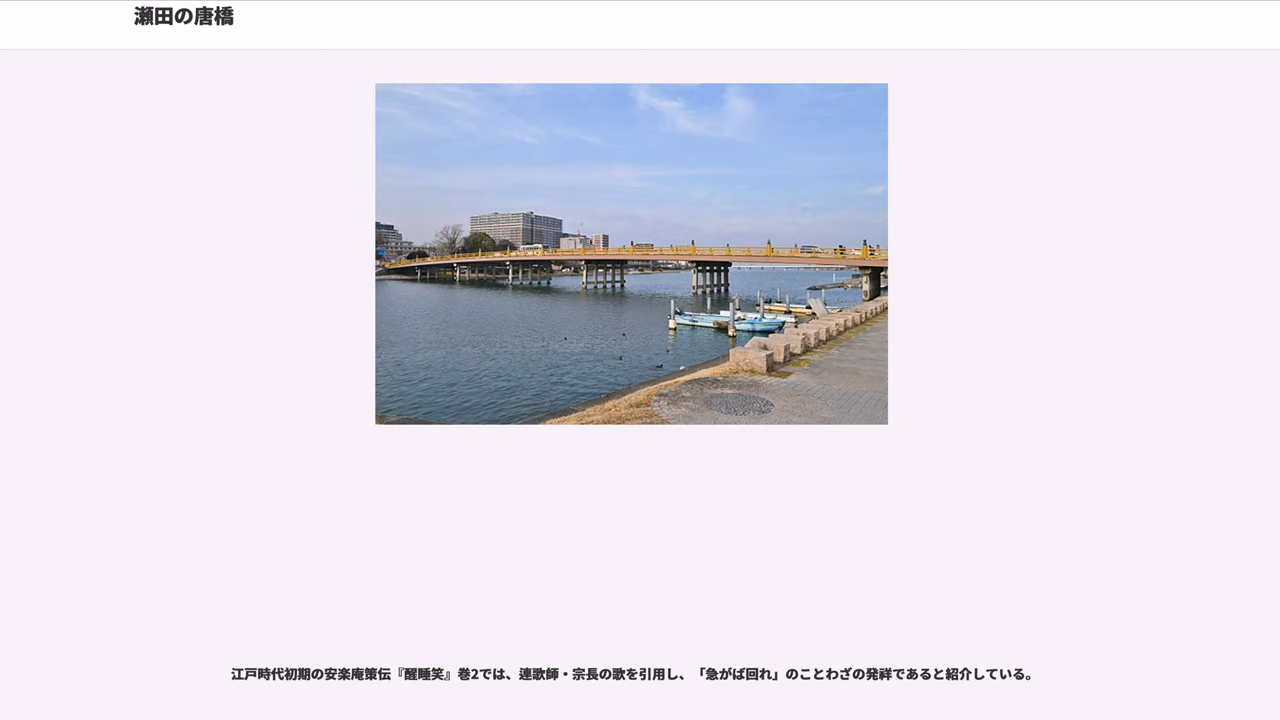 瀬田の唐橋
江戸時代初期の安楽庵策伝『醒睡笑』巻2では、連歌師・宗長の歌を引用し、「急がば回れ」のことわざの発祥であると紹介している。